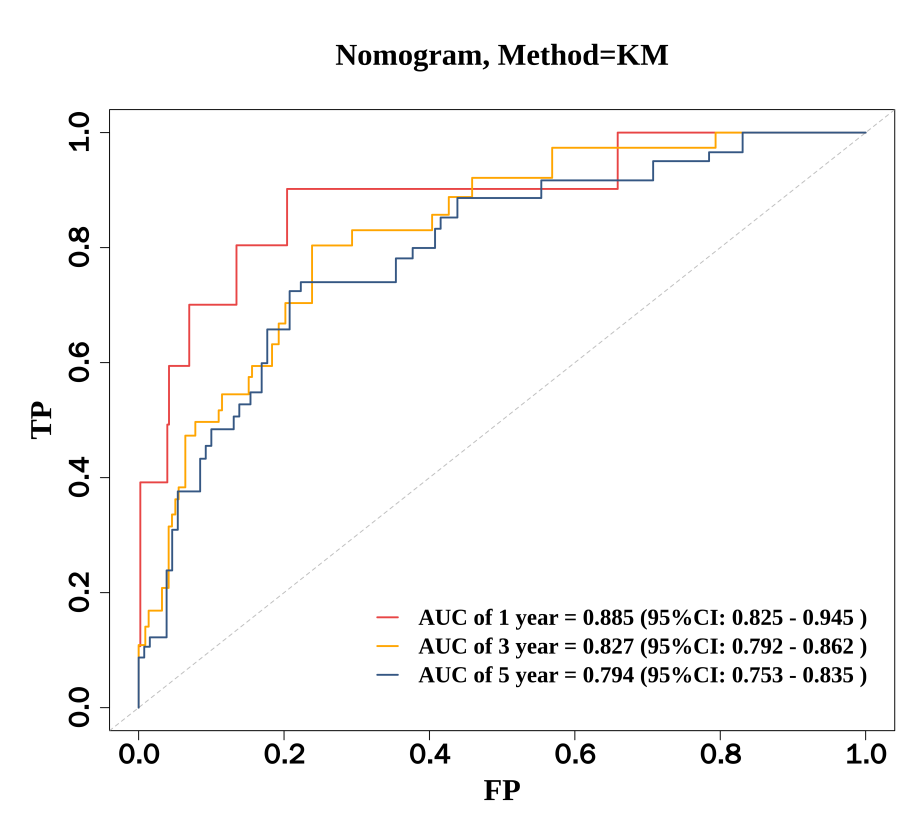 Nomogram, Method=KM
TP
1.0
0.8
0.6
0.4
0.2
0.0
AUC of 1 year = 0.885 (95%CI: 0.825 - 0.945 )
AUC of 3 year = 0.827 (95%CI: 0.792 - 0.862 )
AUC of 5 year = 0.794 (95%CI: 0.753 - 0.835 )
0.0 0.2 0.4 0.6 0.8 1.0
FP